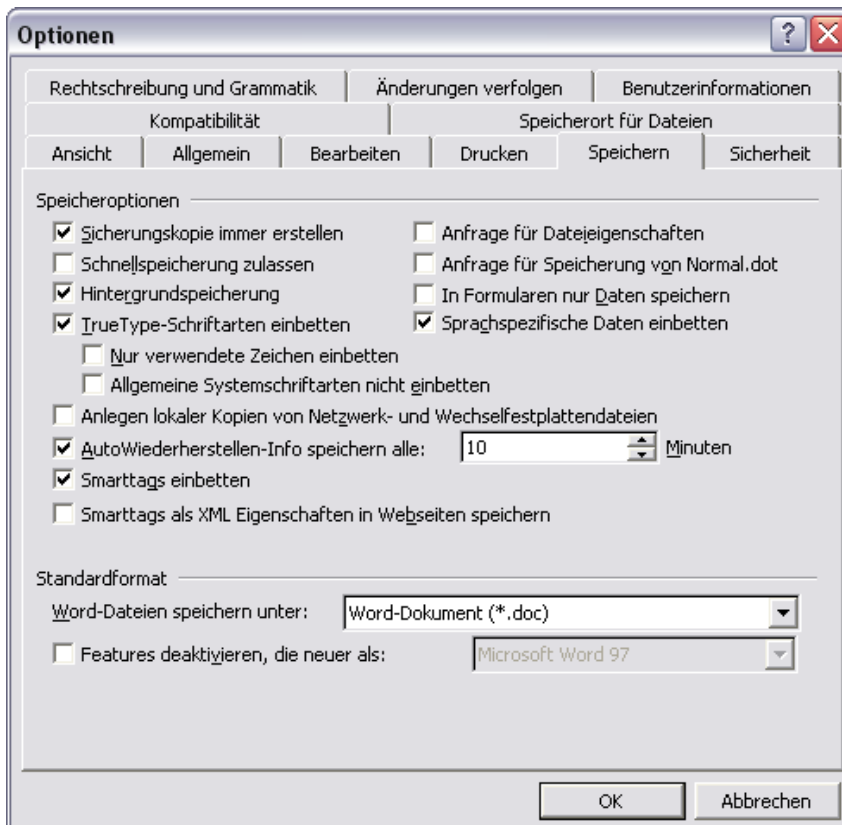 Optionen
Rechtschreibung und Grammatik Änderungen verfolgen Benutzerinformationen
Kompatibilität Speicherort für Dateien
Ansicht Allgemein Bearbeiten Drucken Speichern Sicherheit
Speicheroptionen
Sicherungskopie immer erstellen Anfrage für Dateieigenschaften
Schnellspeicherung zulassen Anfrage für Speicherung von Normal.dot
Hintergrundspeicherung In Formularen nur Daten speichern
TrueType-Schriftarten einbetten Sprachspezifische Daten einbetten
Nur verwendete Zeichen einbetten
Allgemeine Systemschriftarten nicht einbetten
Anlegen lokaler Kopien von Netzwerk- und Wechselfestplattendateien
AutoWiederherstellen-Info speichern alle: 10 Minuten
Smarttags einbetten
Smarttags als XML Eigenschaften in Webseiten speichern
Standardformat
Word-Dateien speichern unter: Word-Dokument (*.doc)
Features deaktivieren, die neuer als: Microsoft Word 97
OK Abbrechen